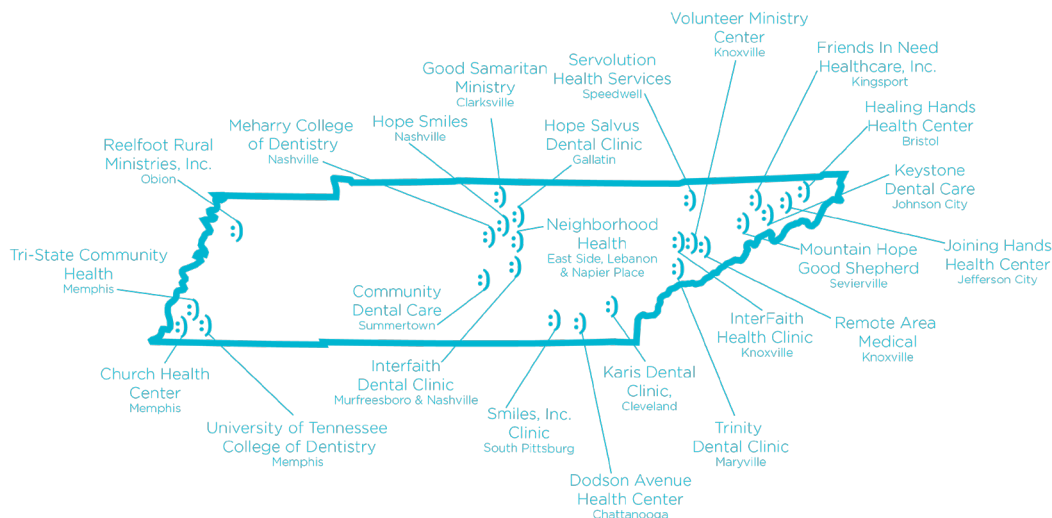 Volunteer Ministry
Center
Knoxville
Friends In Need
Healthcare, Inc.
Kingsport
Servolution
Health Services
Speedwell
Good Samaritan
Ministry
Clarksville
Healing Hands
Health Center
Bristol
Hope Smiles
Nashville
Meharry College
of Dentistry
Nashville
Hope Salvus
Dental Clinic
Gallatin
Reelfoot Rural
Ministries, Inc.
Obion
Keystone
Dental Care
Johnson City
Neighborhood
Health
East Side, Lebanon
& Napier Place
Tri-State Community
Health
Memphis
Mountain Hope
Good Shepherd
Sevierville
Joining Hands
Health Center
Jefferson City
Community
Dental Care
Summertown
InterFaith
Health Clinic
Knoxville
Remote Area
Medical
Knoxville
Church Health
Center
Memphis
Interfaith
Dental Clinic
Murfreesboro & Nashville
Karis Dental
Clinic,
Cleveland
University of Tennessee
College of Dentistry
Memphis
Smiles, Inc.
Clinic
South Pittsburg
Trinity
Dental Clinic
Maryville
Dodson Avenue
Health Center
Chattanooga